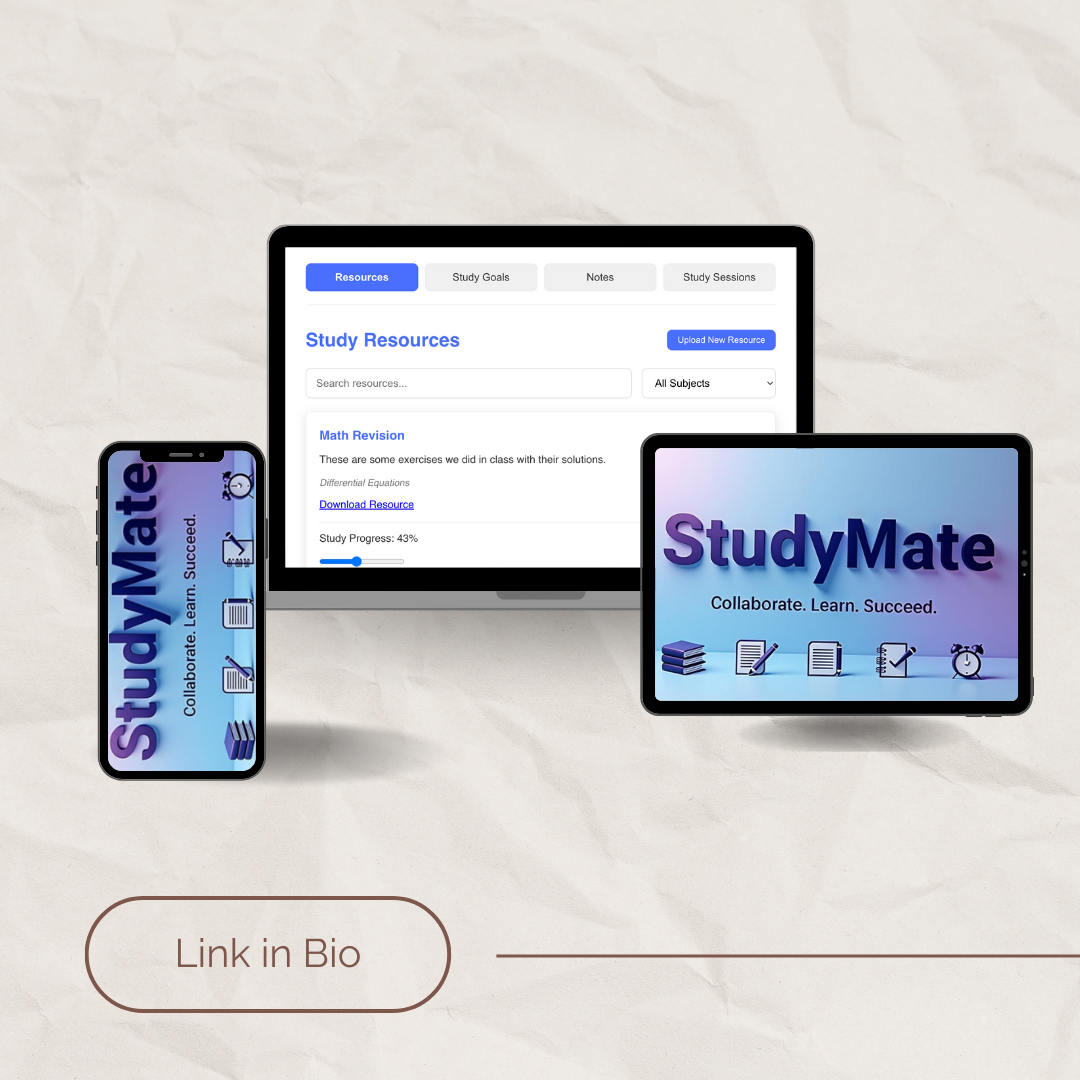 Resources
Study Goals
Notes
Study Sessions
Study Resources
Upload New Resource
Search resources...
All Subjects
Math Revision
These are some exercises we did in class with their solutions.
Differential Equations
Download Resource
Study Progress: 43%
StudyMate
Collaborate. Learn. Succeed.
StudyMate
Collaborate. Learn. Succeed.
Link in Bio